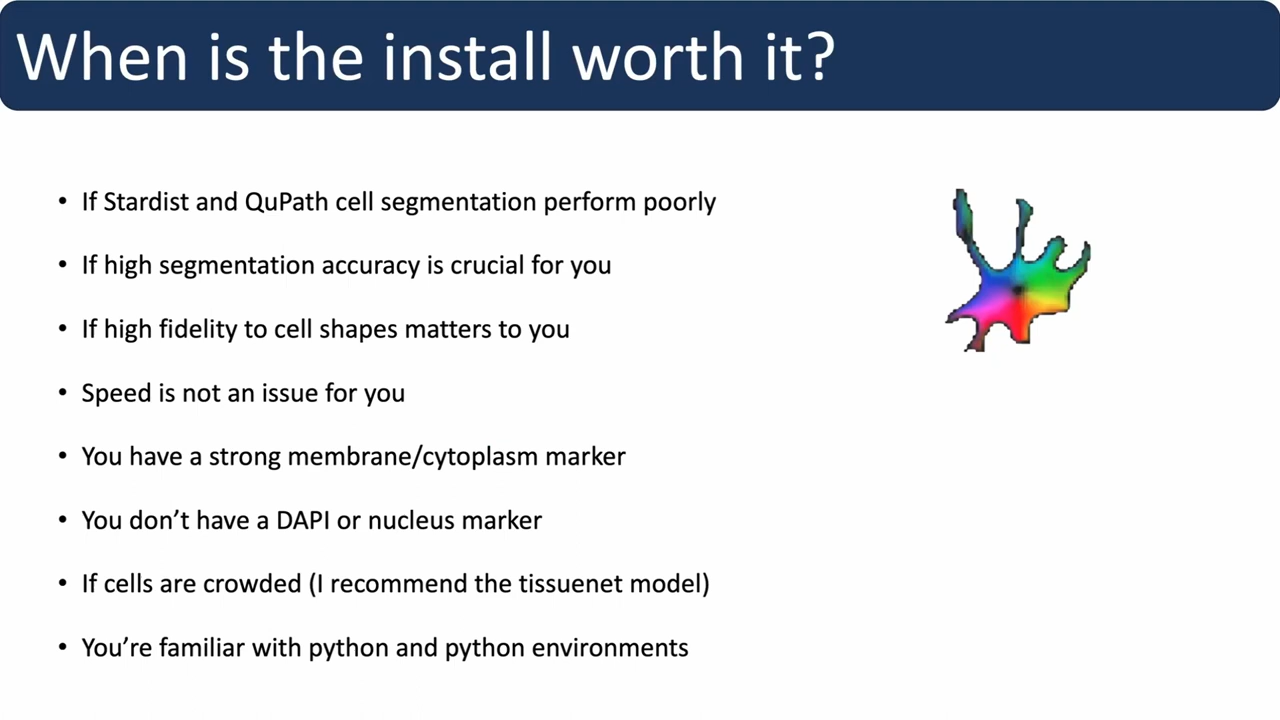 When is the install worth it?
• If Stardist and QuPath cell segmentation perform poorly
• If high segmentation accuracy is crucial for you
• If high fidelity to cell shapes matters to you
• Speed is not an issue for you
• You have a strong membrane/cytoplasm marker
• You don’t have a DAPI or nucleus marker
• If cells are crowded (I recommend the tissuenet model)
• You’re familiar with python and python environments